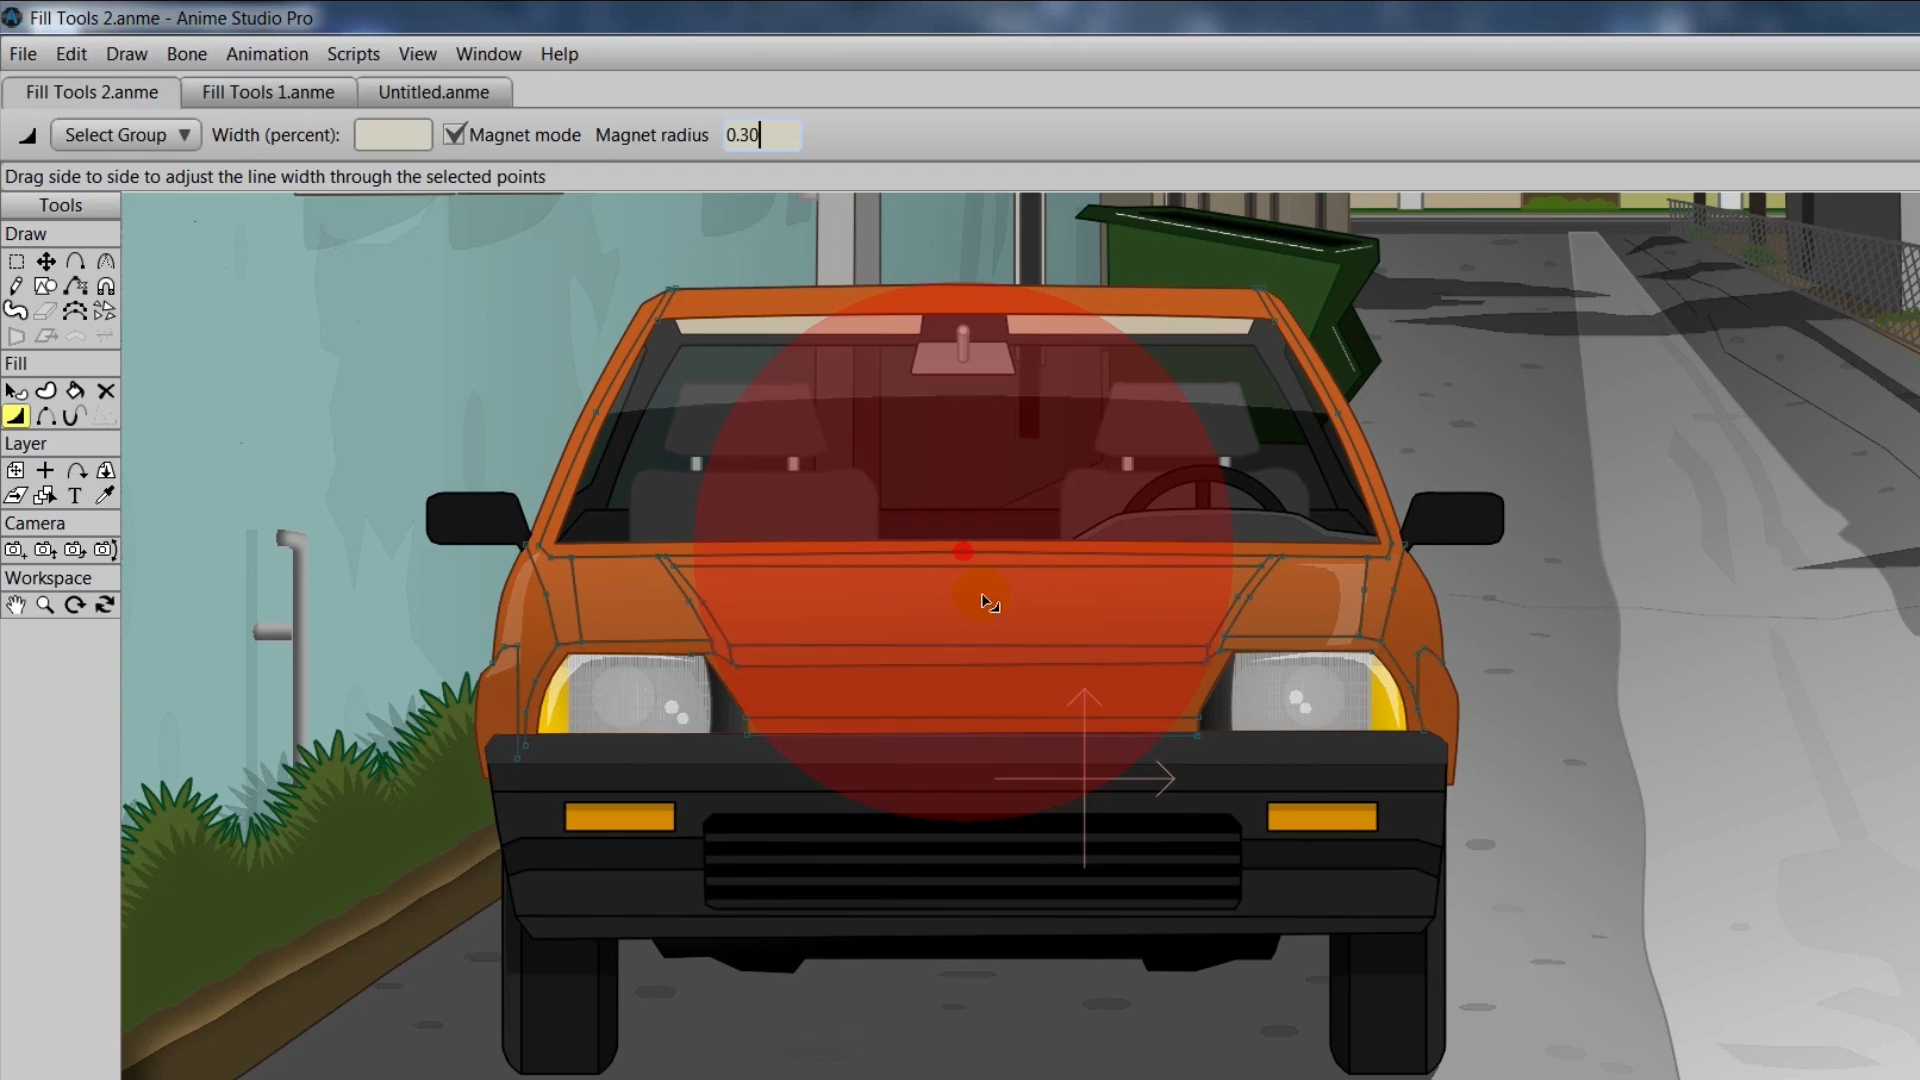 Fill Tools 2.anme - Anime Studio Pro
File Edit Draw Bone Animation Scripts View Window Help
Fill Tools 2.anme Fill Tools 1.anme Untitled.anme
Select Group Width (percent): Magnet mode Magnet radius 0.30
Drag side to side to adjust the line width through the selected points
Tools
Draw
Fill
Layer
T
Camera
Workspace